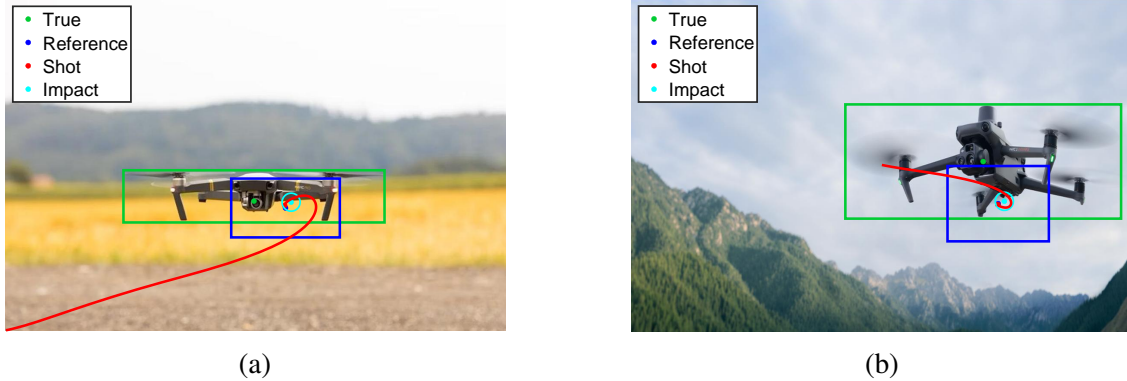 True
Reference
Shot
Impact
True
Reference
Shot
Impact
(a)
(b)